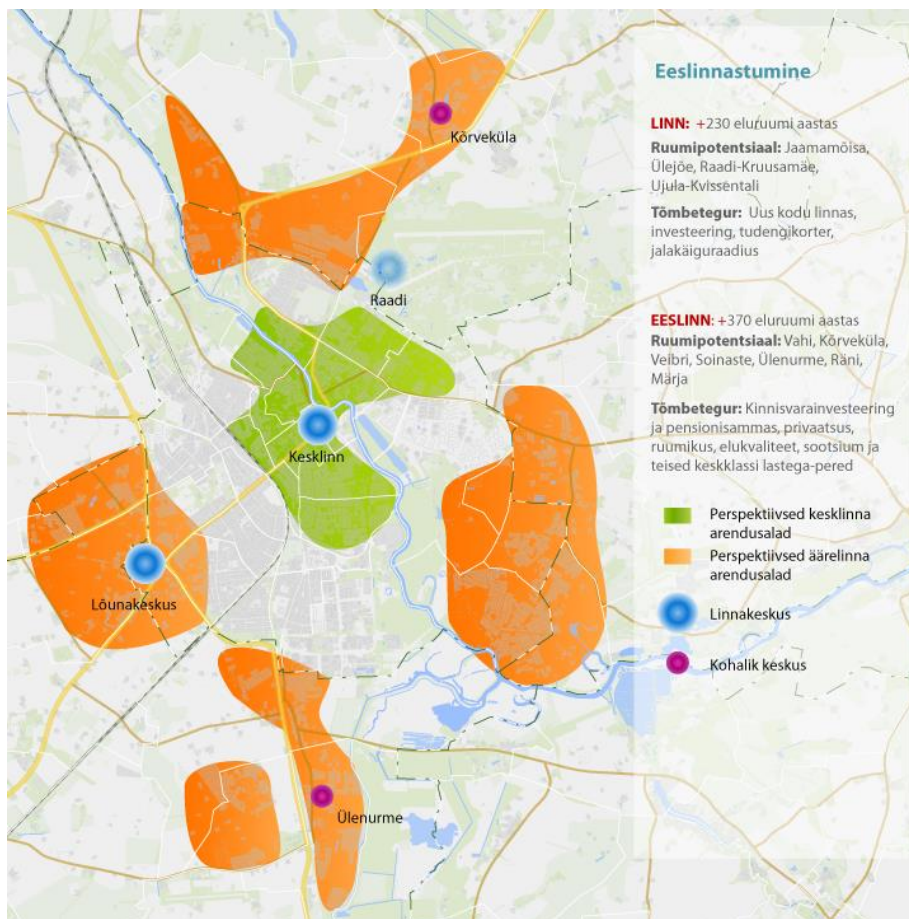 Eeslinnastumine
LINN: +230 eluruumi aastas
Ruumipotentsiaal: Jaamamõisa,
Ülejõe, Raadi-Kruusamäe,
Ujula-Kvissentali
Tõmbetegur: Uus kodu linnas,
investeering, tudengikorter,
jalakäiguraadius
EESLINN: +370 eluruumi aastas
Ruumipotentsiaal: Vahi, Kõrveküla,
Veibri, Soinaste, Ülenurme, Räni,
Märja
Tõmbetegur: Kinnisvarainvesteering
ja pensionisammas, privaatsus,
ruumikus, elukvaliteet, sootsium ja
teised keskklassi lastega-pered
Perspektiivsed kesklinna
arendusalad
Perspektiivsed äärelinna
arendusalad
Linnakeskus
Kohalik keskus
Kõrveküla
Raadi
Kesklinn
Lõunakeskus
Ülenurme